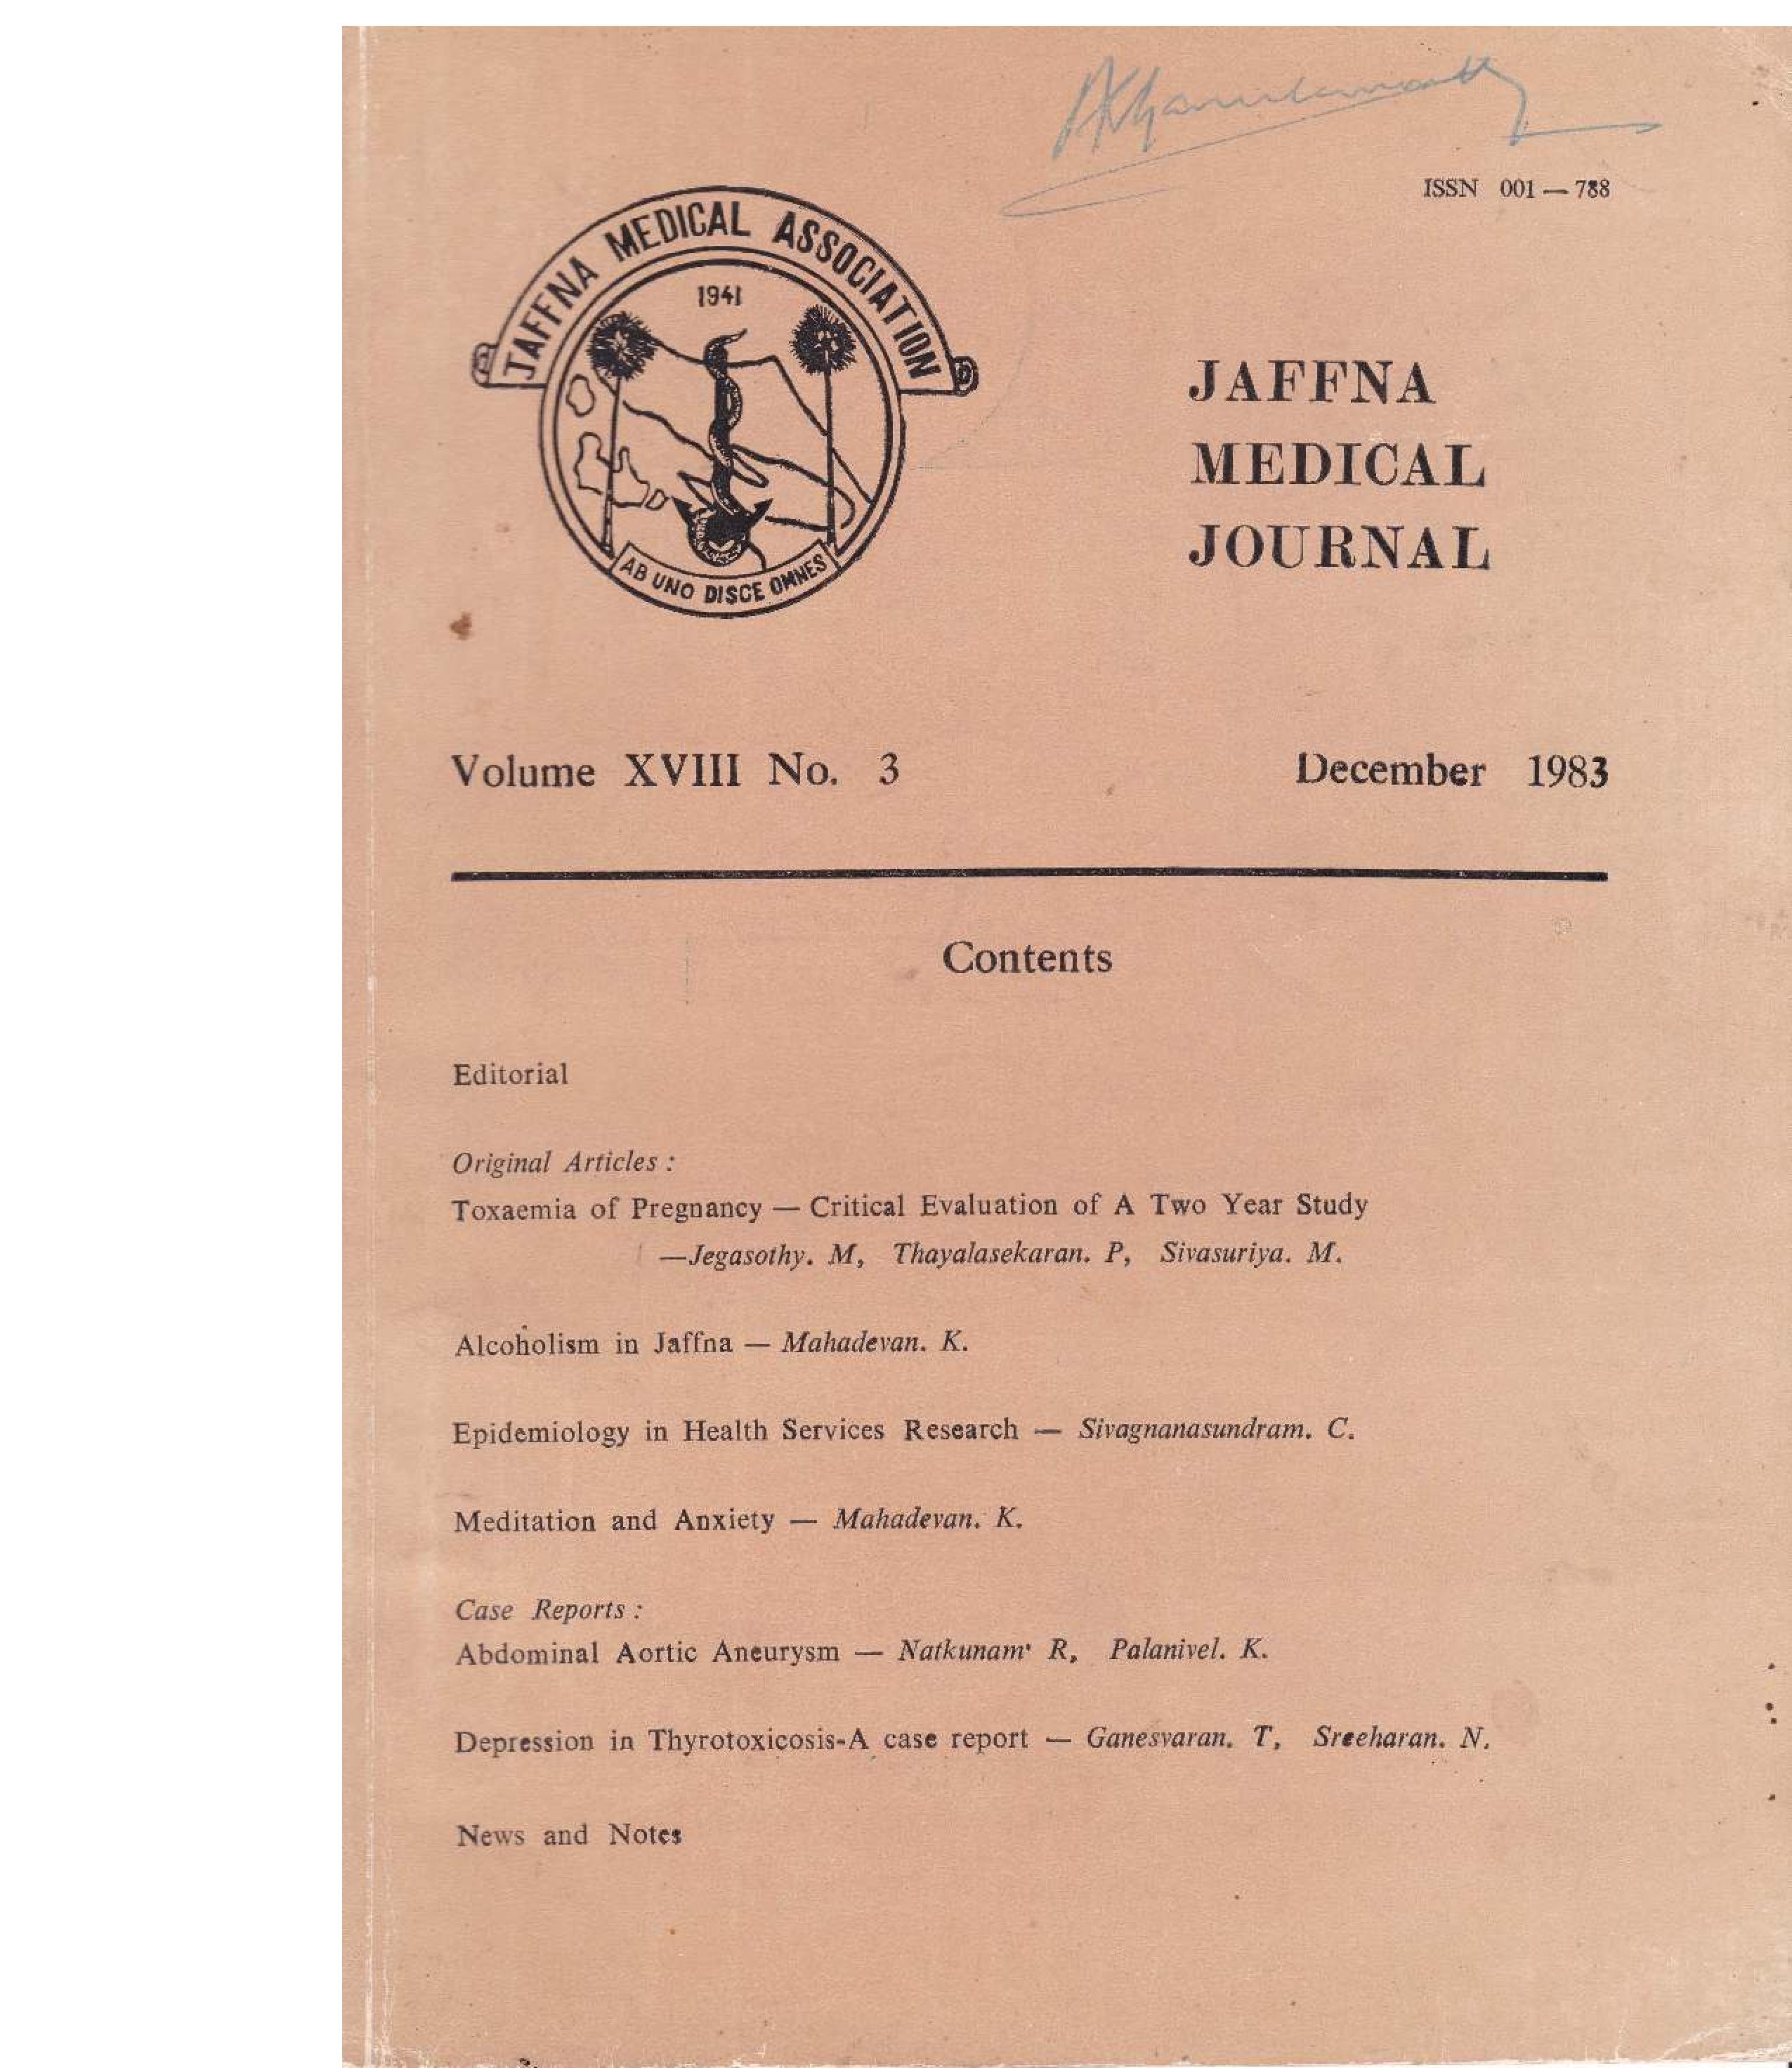 ISSN 001 — 788
JAFFNA MEDICAL ASSOCIATION
1941
AB UNO DISCE OMNES
JAFFNA
MEDICAL
JOURNAL
Volume XVIII No. 3 December 1983
Contents
Editorial
Original Articles :
Toxaemia of Pregnancy — Critical Evaluation of A Two Year Study
—Jegasothy. M, Thayalasekaran. P, Sivasuriya. M.
Alcoholism in Jaffna — Mahadevan. K.
Epidemiology in Health Services Research — Sivagnanasundram. C.
Meditation and Anxiety — Mahadevan. K.
Case Reports :
Abdominal Aortic Aneurysm — Natkunam' R, Palanivel. K.
Depression in Thyrotoxicosis-A case report — Ganesvaran. T, Sreeharan. N.
News and Notes